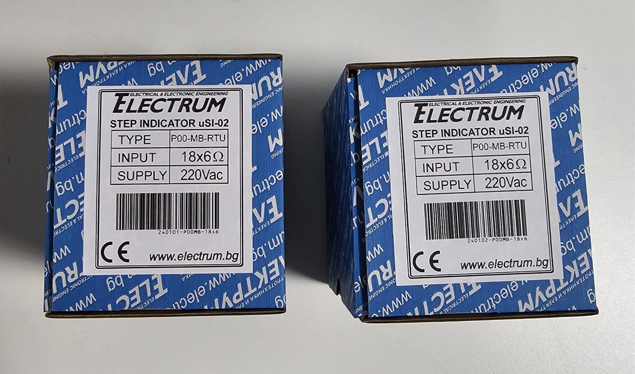 ELECTRICAL & ELECTRONIC ENGINEERING
ELECTRUM
STEP INDICATOR uSI-02
TYPE P00-MB-RTU
INPUT 18x6Ω
SUPPLY 220Vac
240101-P00MB-18x6
CE www.electrum.bg
ELECTRICAL & ELECTRONIC ENGINEERING
ELECTRUM
STEP INDICATOR uSI-02
TYPE P00-MB-RTU
INPUT 18x6Ω
SUPPLY 220Vac
240102-P00MB-18x6
CE www.electrum.bg